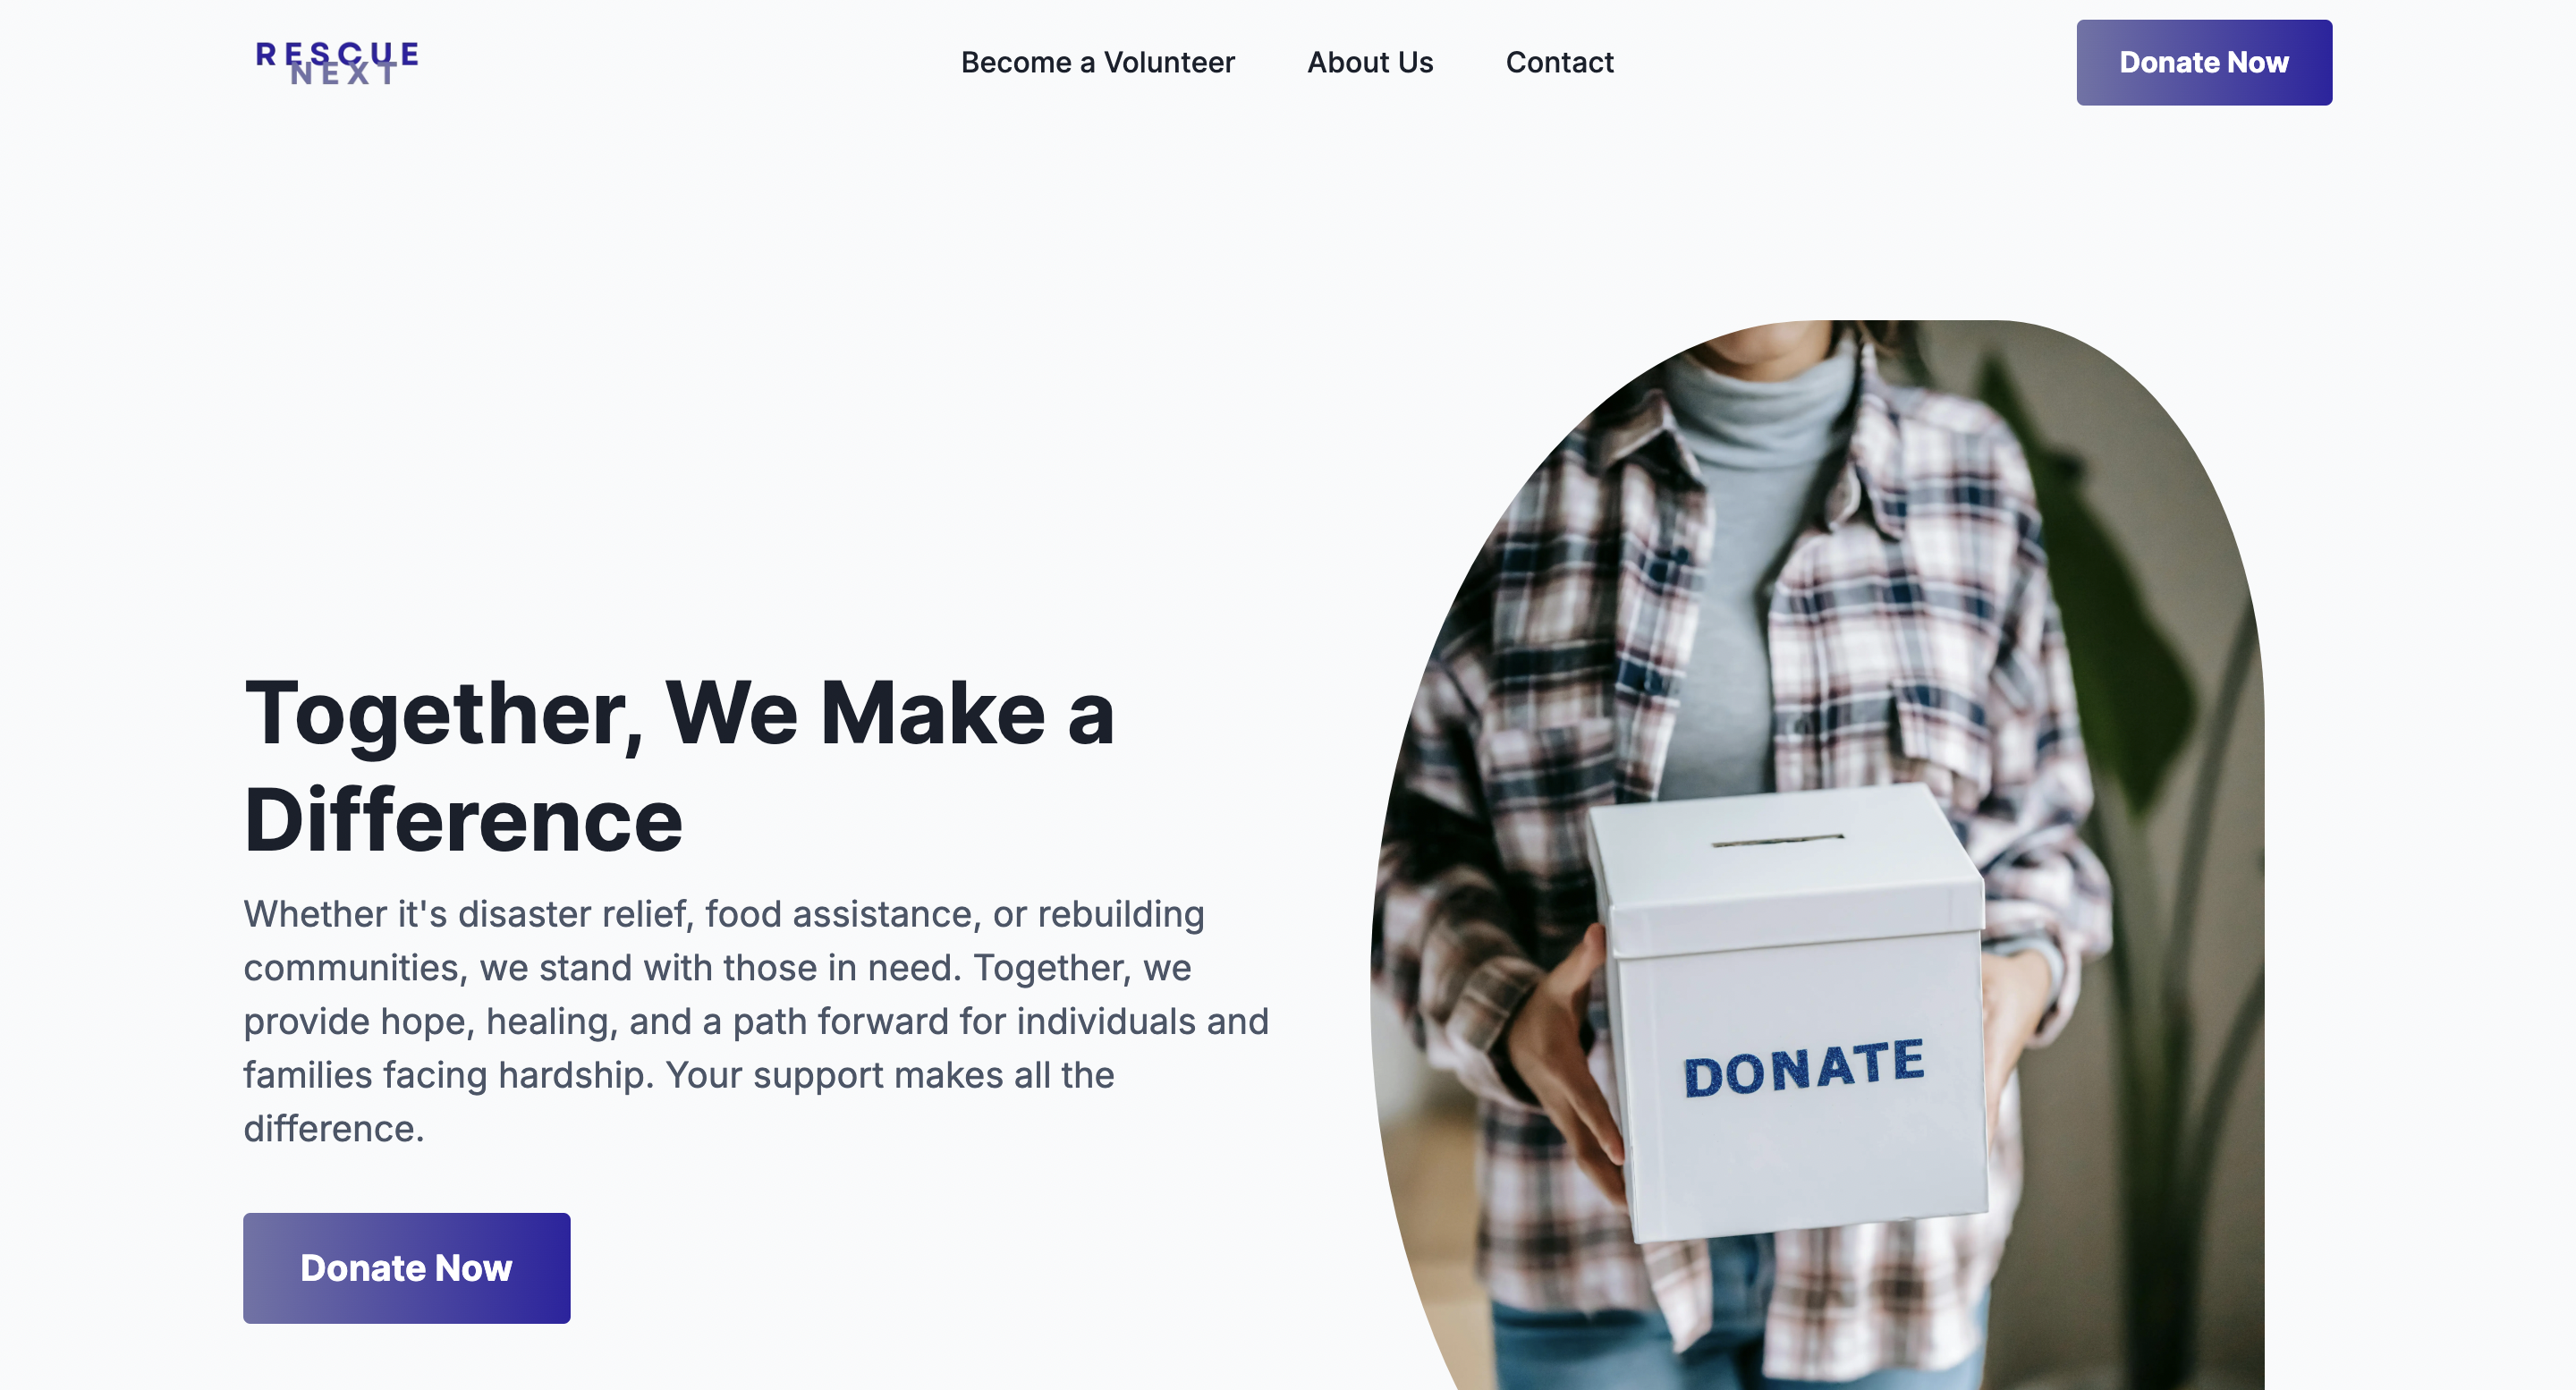 RESCUE
NEXT
Become a Volunteer
About Us
Contact
Donate Now
Together, We Make a
Difference
Whether it's disaster relief, food assistance, or rebuilding
communities, we stand with those in need. Together, we
provide hope, healing, and a path forward for individuals and
families facing hardship. Your support makes all the
difference.
Donate Now
DONATE